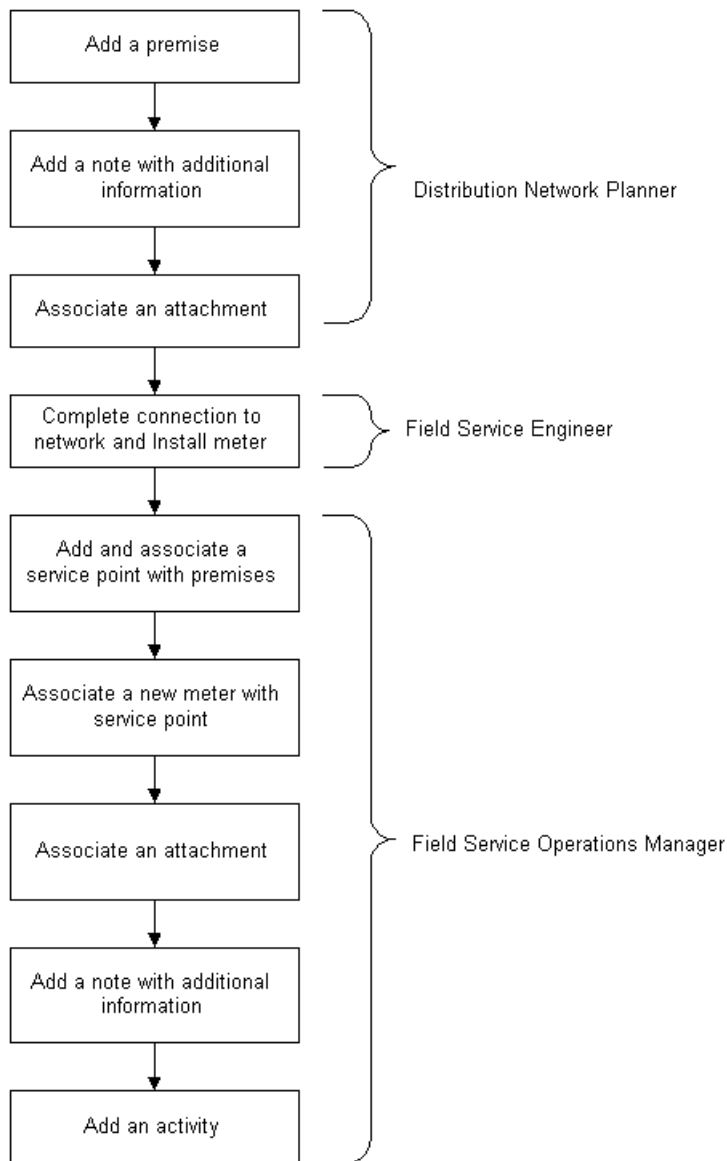 Add a premise
Add a note with additional
information
Distribution Network Planner
Associate an attachment
Complete connection to
network and Install meter
Field Service Engineer
Add and associate a
service point with premises
Associate a new meter with
service point
Associate an attachment
Field Service Operations Manager
Add a note with additional
information
Add an activity